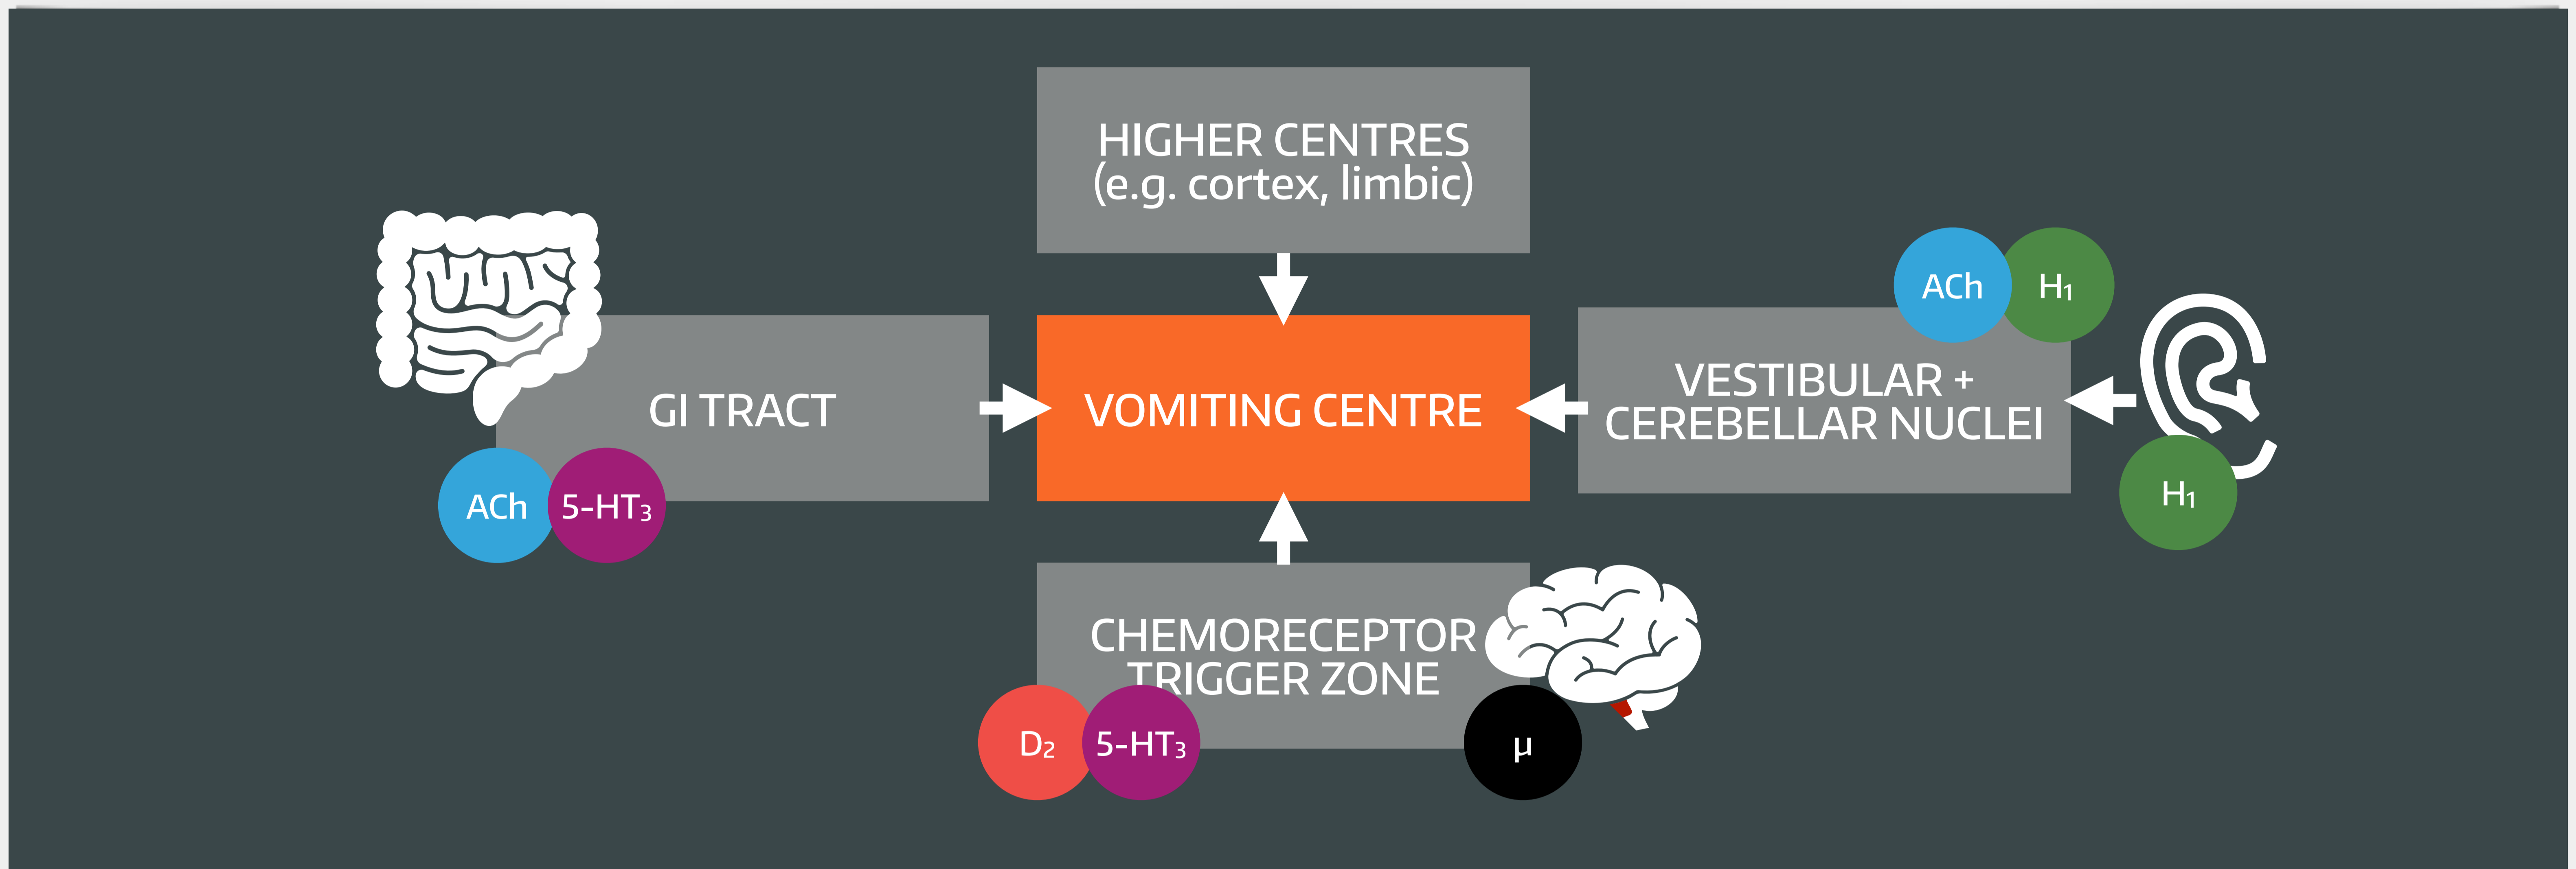 HIGHER CENTRES
(e.g. cortex, limbic)
ACh
H₁
GI TRACT
VOMITING CENTRE
VESTIBULAR +
CEREBELLAR NUCLEI
ACh
5-HT₃
H₁
CHEMORECEPTOR
TRIGGER ZONE
D₂
5-HT₃
µ